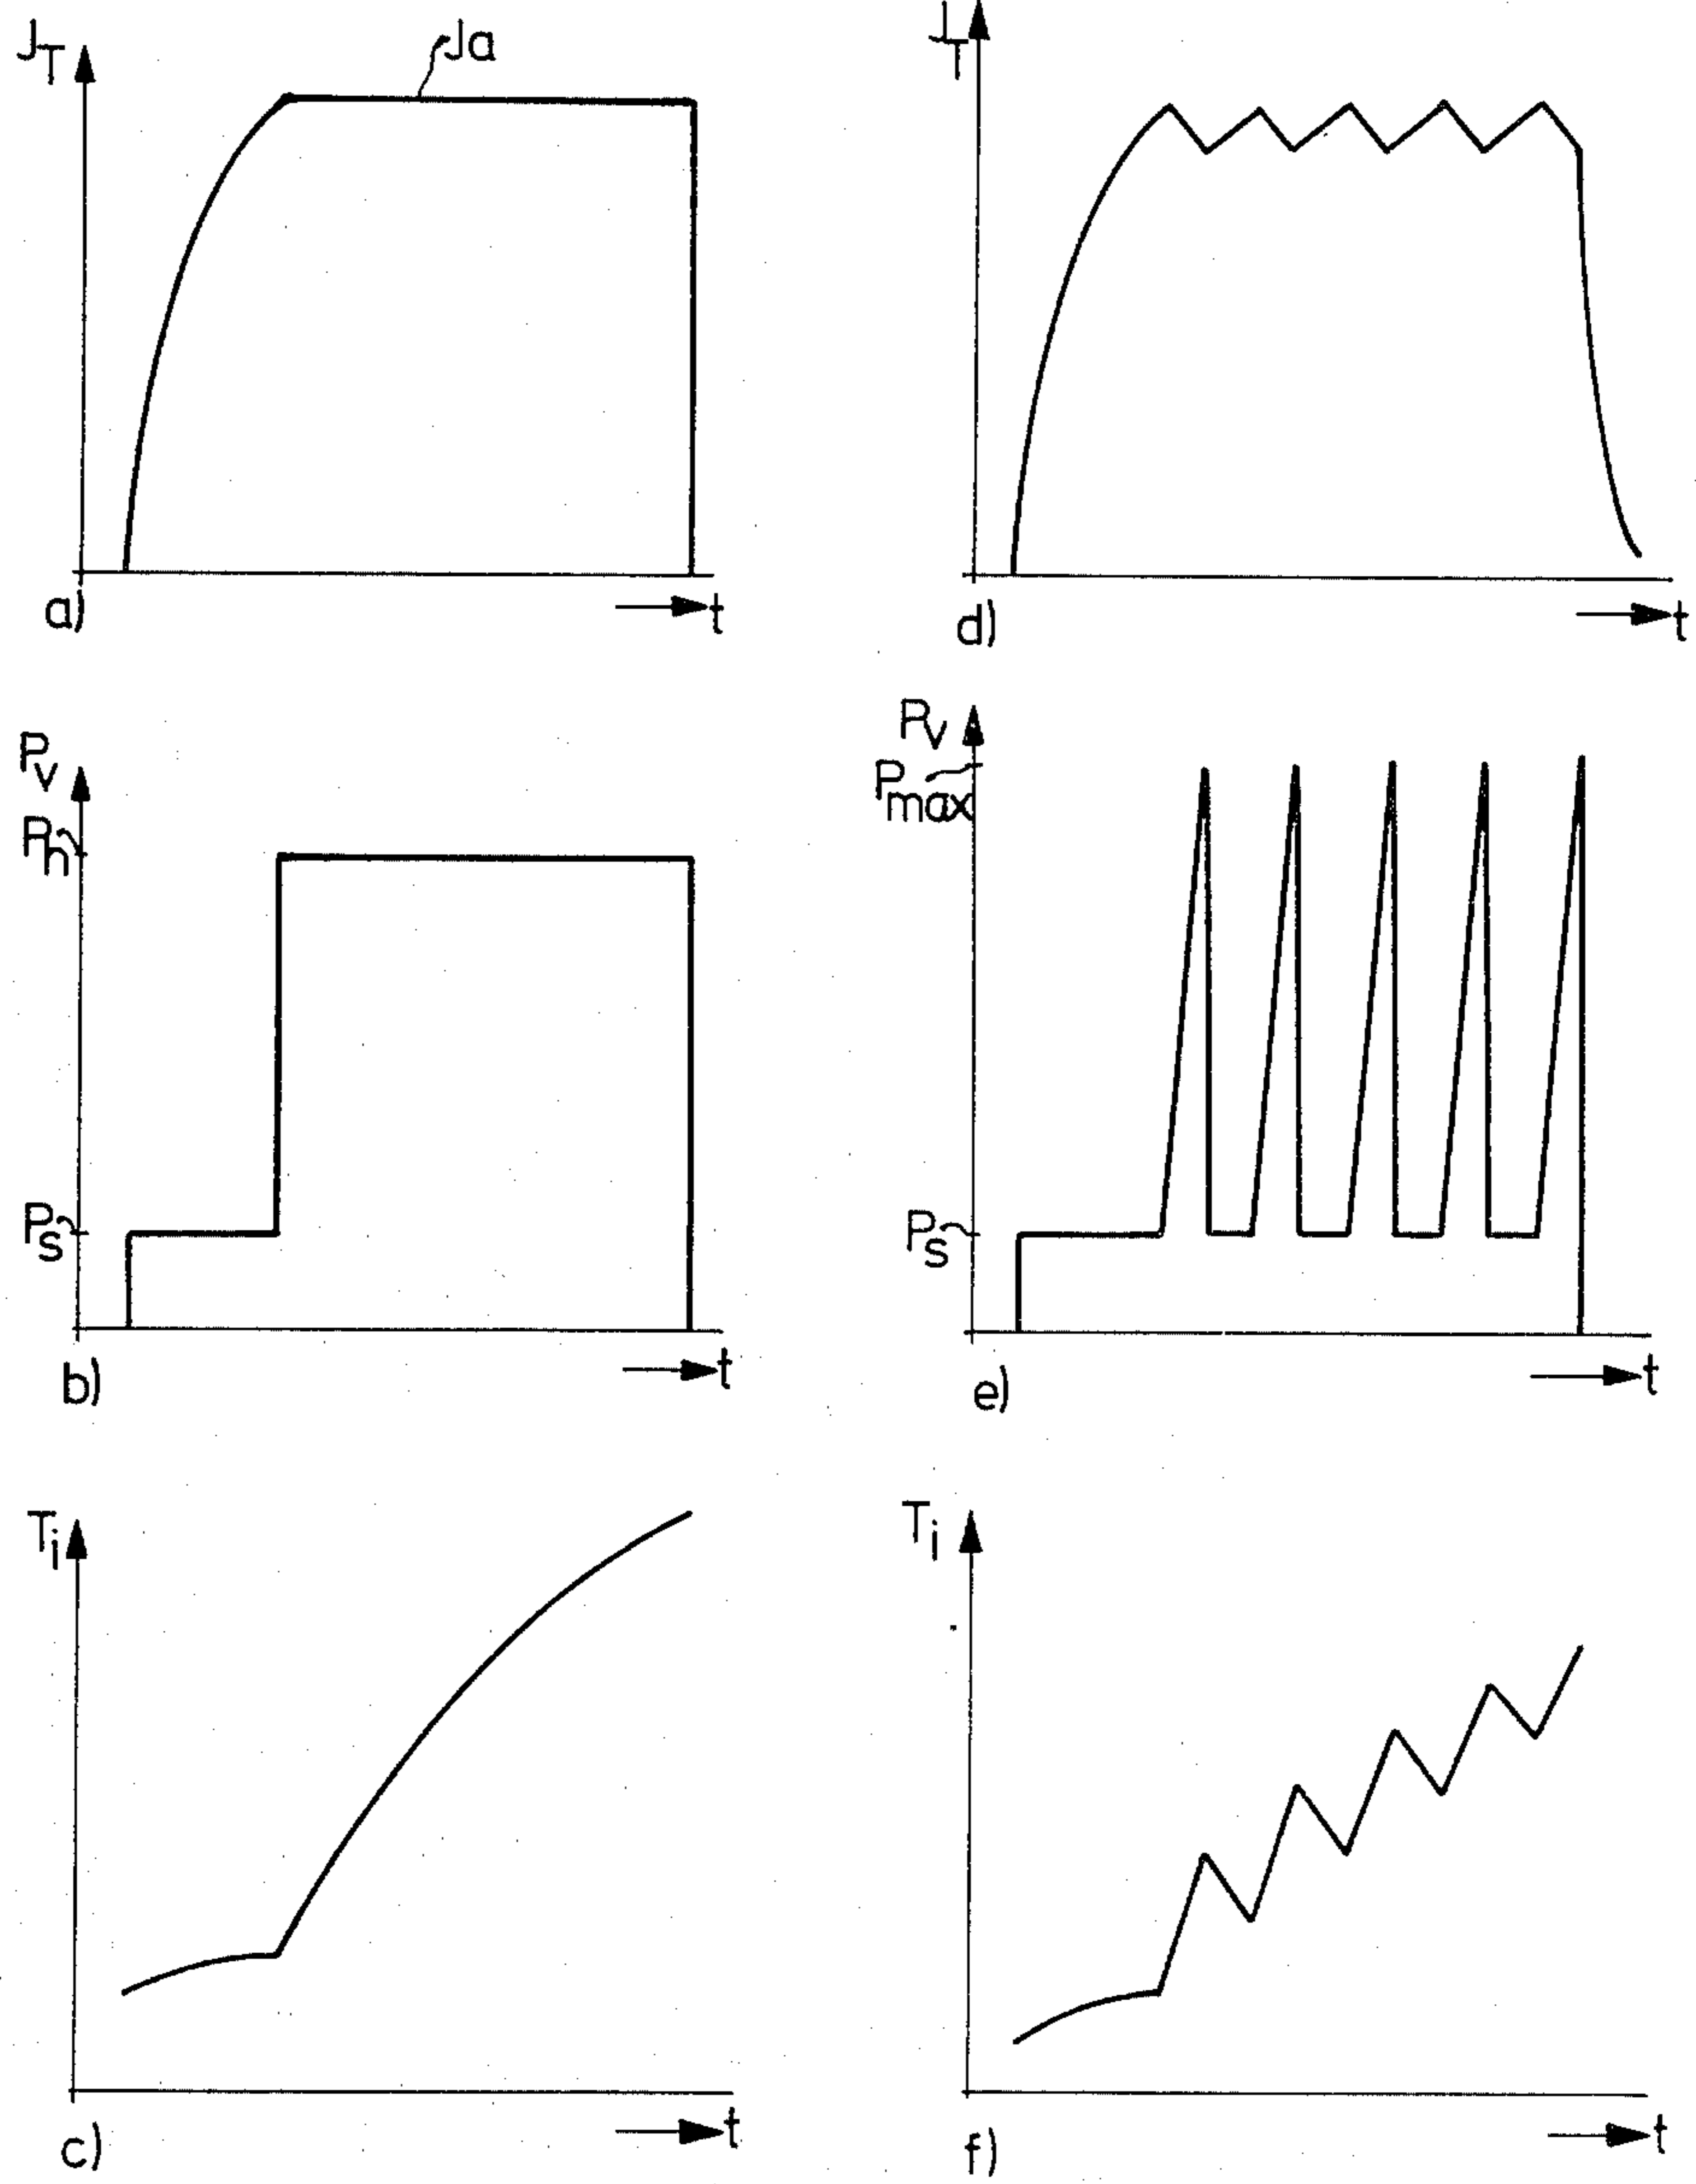 J_T
Ja
t
a)
J_T
t
d)
P_v
P_h
P_s
t
b)
P_v
P_max
P_s
t
e)
T_i
t
c)
T_i
t
f)